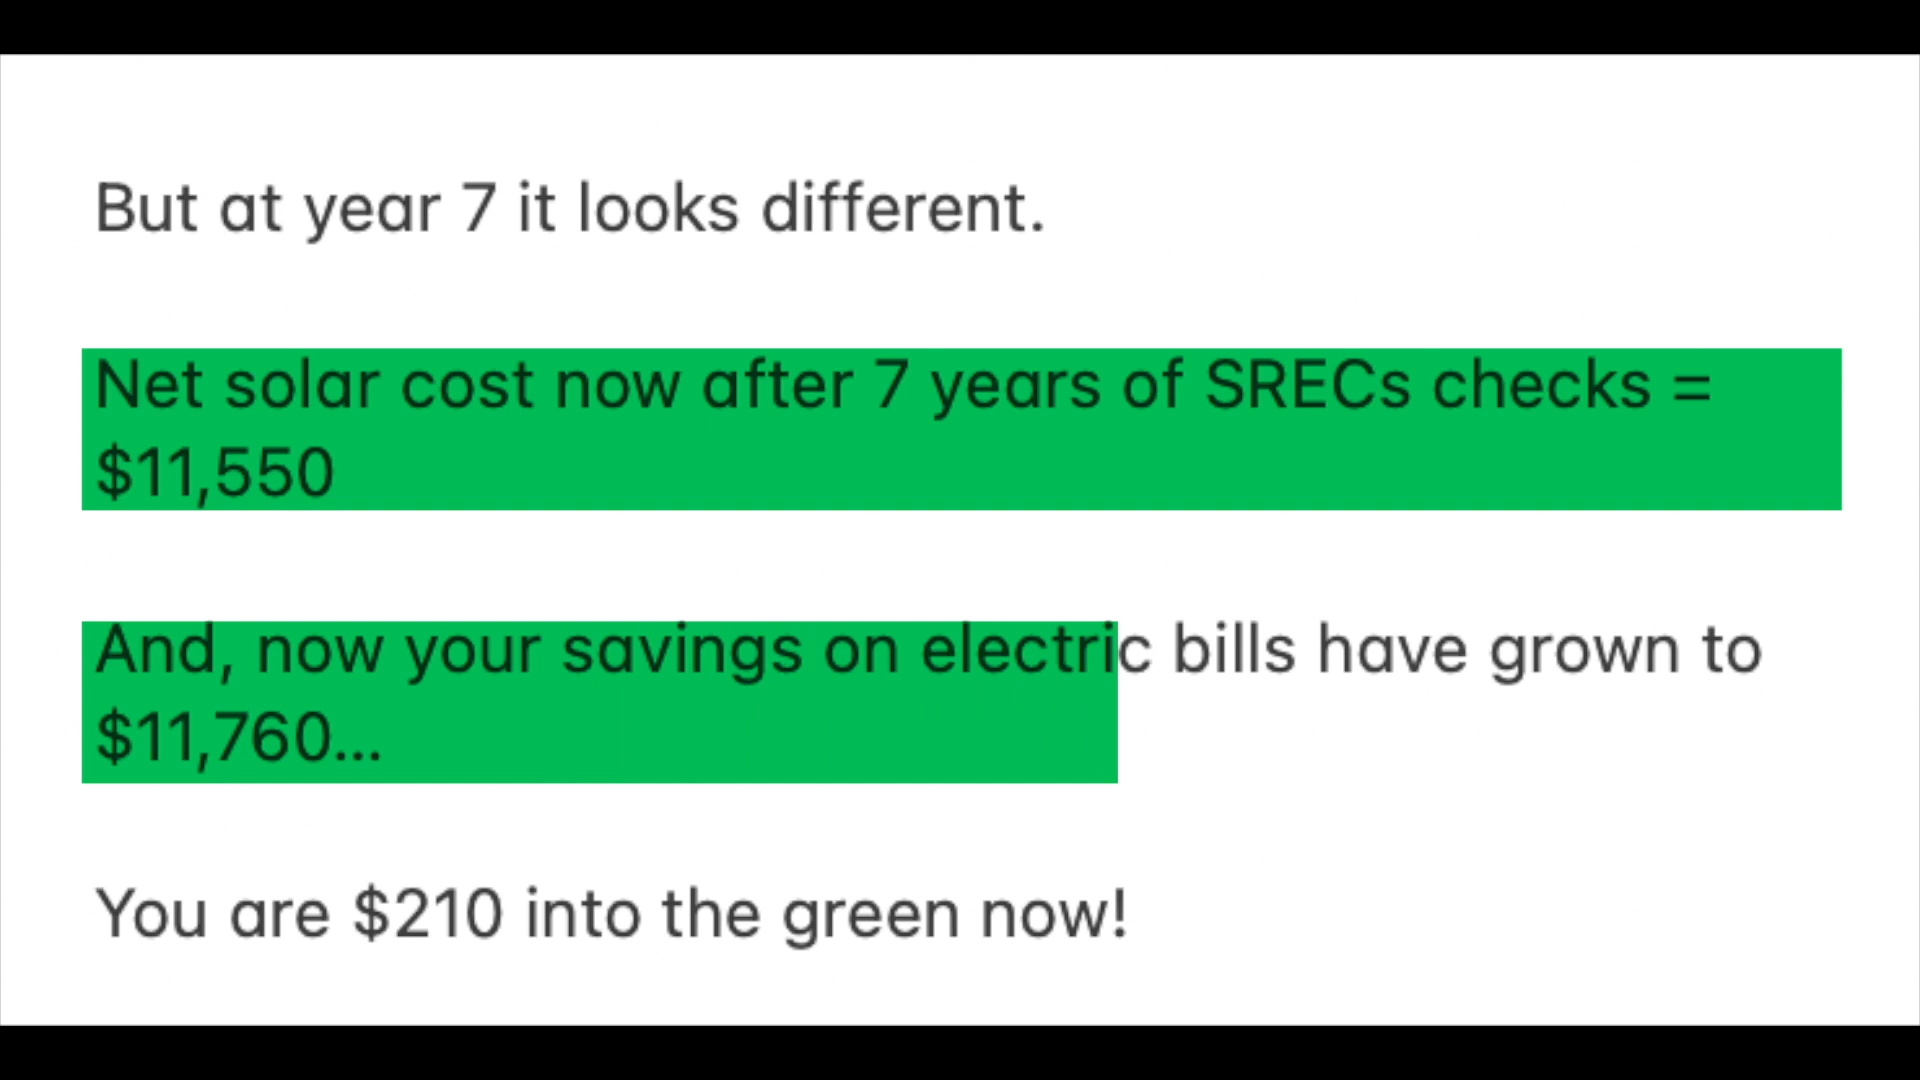 But at year 7 it looks different.
Net solar cost now after 7 years of SRECs checks =
$11,550
And, now your savings on electric bills have grown to
$11,760...
You are $210 into the green now!